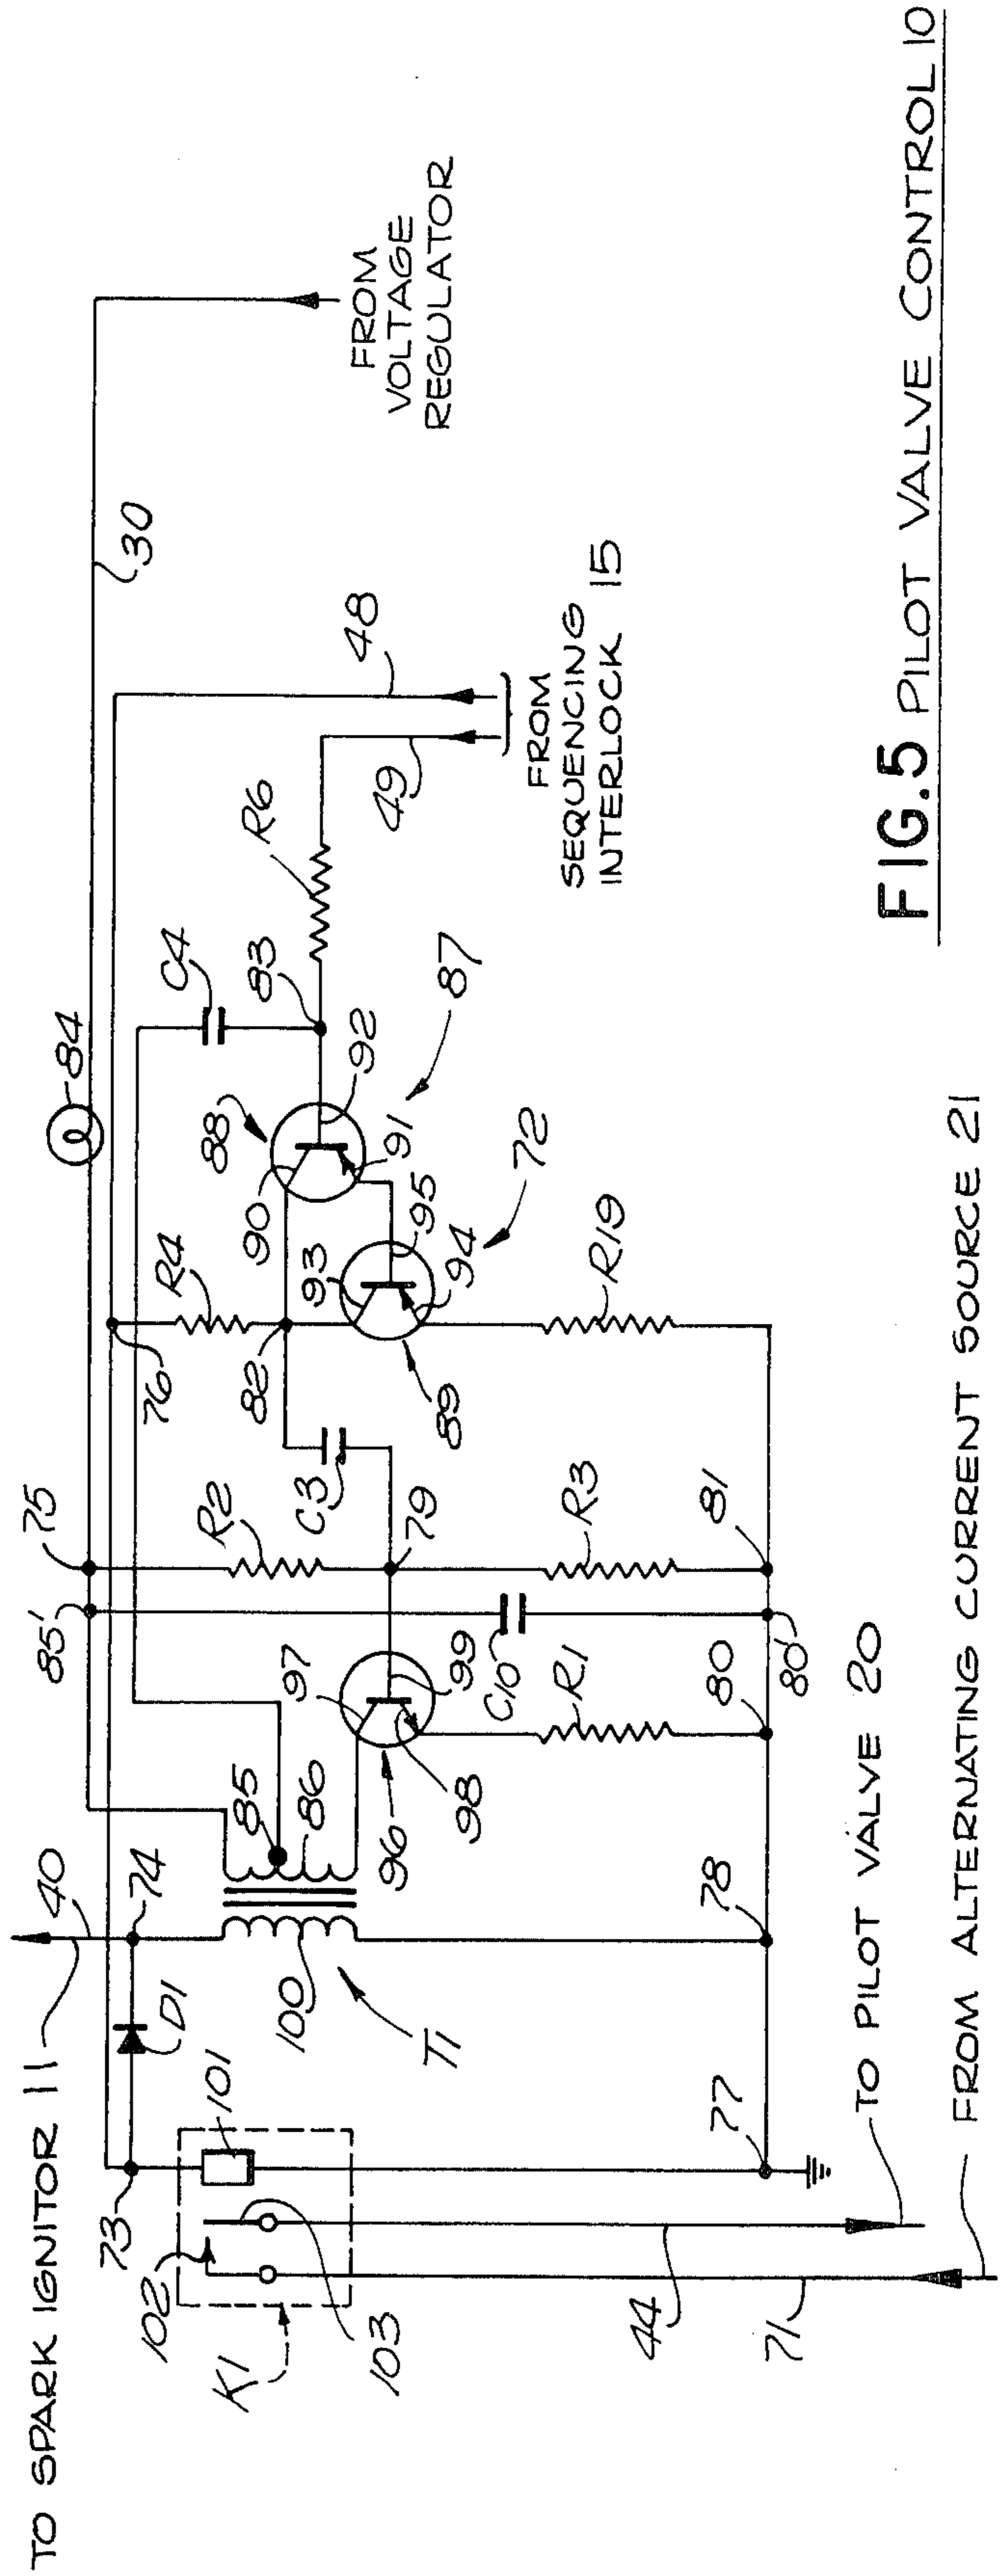 TO SPARK IGNITOR 11
40
74
D1
73
101
102
K1
103
100
T1
85
86
97
96
98
99
85'
75
R2
C10
R1
80
80'
78
77
44
71
TO PILOT VALVE 20
FROM ALTERNATING CURRENT SOURCE 21
C3
79
R3
81
76
R4
82
84
90
88
93
89
94
95
91
92
72
87
R19
C4
83
R6
30
48
49
FROM
SEQUENCING
INTERLOCK 15
FROM
VOLTAGE
REGULATOR
FIG.5 PILOT VALVE CONTROL 10